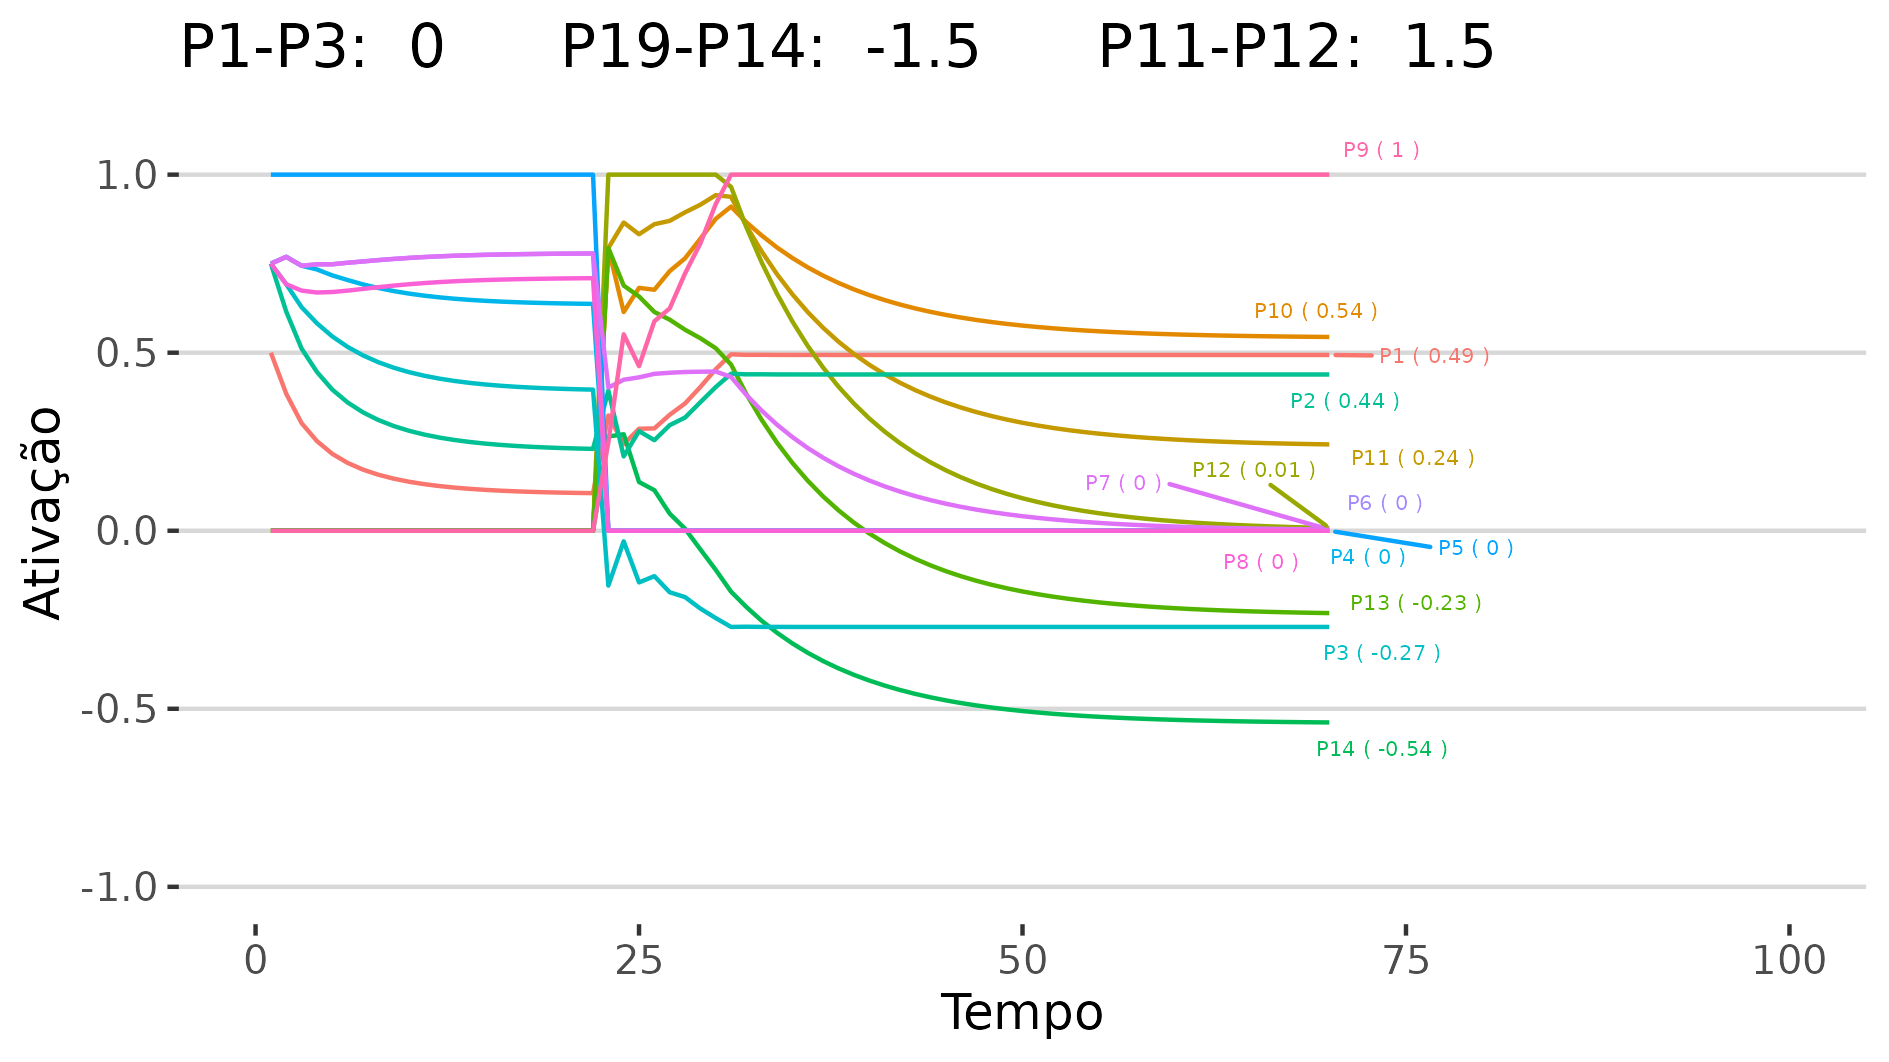 P1-P3:  0  P19-P14:  -1.5  P11-P12:  1.5
P9 ( 1 )
1.0
P10 ( 0.54 )
0.5
P1 ( 0.49 )
P2 ( 0.44 )
P11 ( 0.24 )
P12 ( 0.01 )
P7 ( 0 )
P6 ( 0 )
0.0
P5 ( 0 )
P4 ( 0 )
P8 ( 0 )
P13 ( -0.23 )
P3 ( -0.27 )
-0.5
P14 ( -0.54 )
-1.0
Ativação
0 25 50 75 100
Tempo